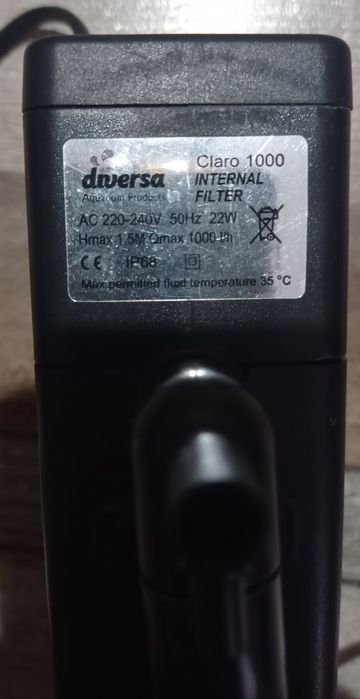 diversa Claro 1000
Aquarium Products INTERNAL
FILTER
AC 220-240V 50Hz 22W
Hmax 1,5M Qmax 1000 l/h
CE IP68
Max.permitted fluid temperature 35 °C